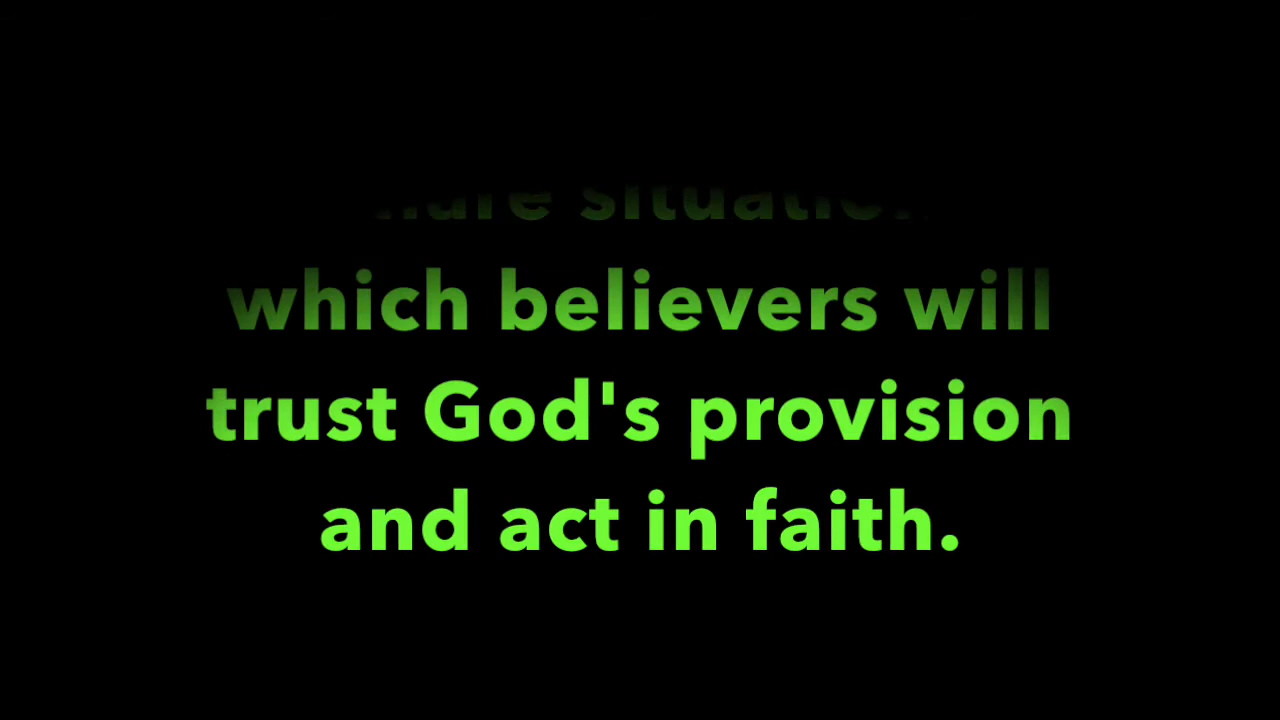 which believers will
trust God's provision
and act in faith.